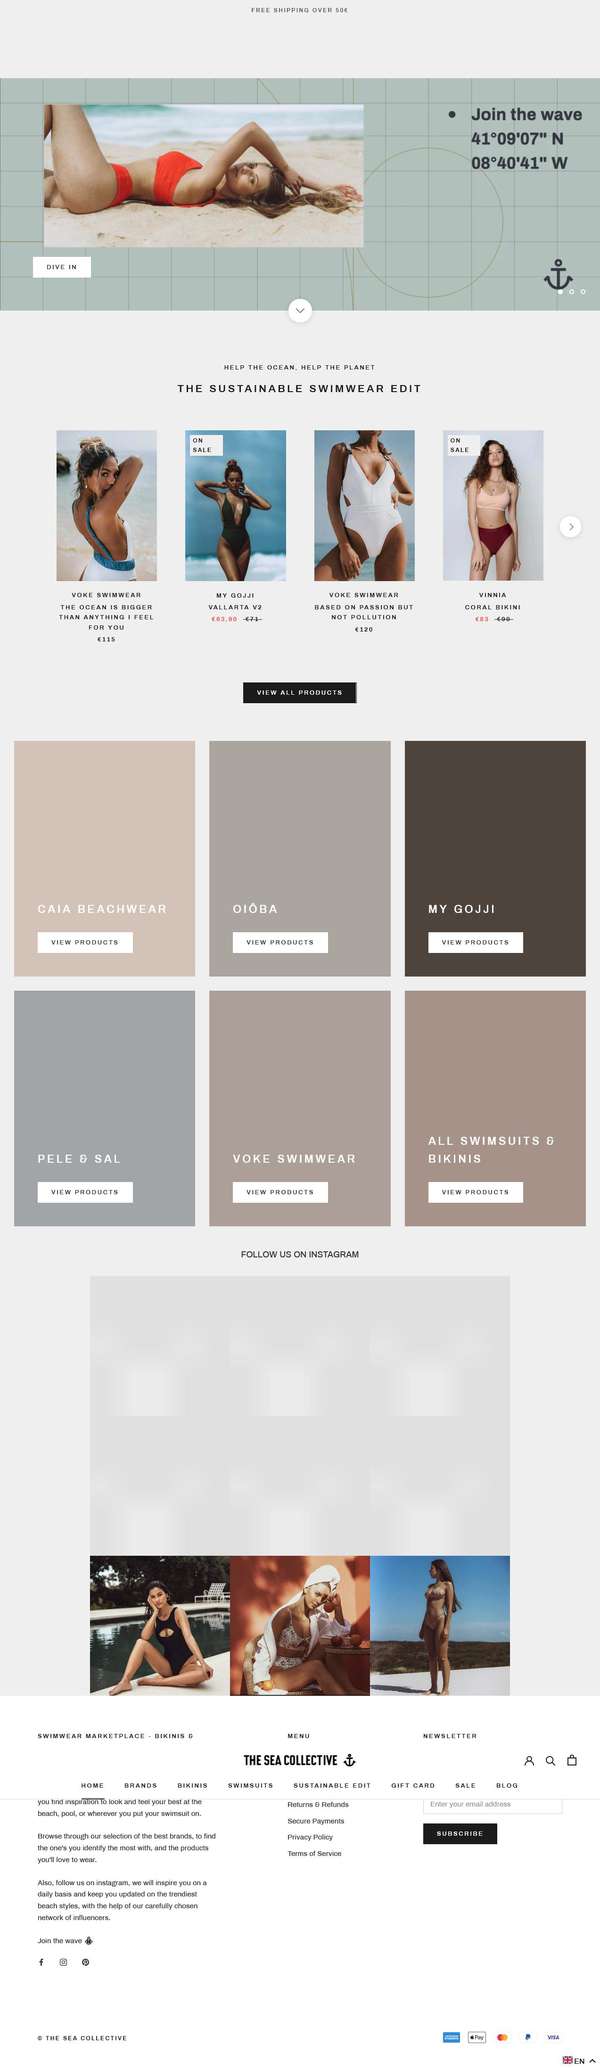 FREE SHIPPING OVER 50€
Join the wave
41°09'07" N
08°40'41" W
DIVE IN
HELP THE OCEAN, HELP THE PLANET
THE SUSTAINABLE SWIMWEAR EDIT
ON
SALE
ON
SALE
VOKE SWIMWEAR
THE OCEAN IS BIGGER
THAN ANYTHING I FEEL
FOR YOU
€115
MY GOJJI
VALLARTA V2
€63,90 €71
VOKE SWIMWEAR
BASED ON PASSION BUT
NOT POLLUTION
€120
VINNIA
CORAL BIKINI
€83 €90
VIEW ALL PRODUCTS
CAIA BEACHWEAR
VIEW PRODUCTS
OIÔBA
VIEW PRODUCTS
MY GOJJI
VIEW PRODUCTS
PELE & SAL
VIEW PRODUCTS
VOKE SWIMWEAR
VIEW PRODUCTS
ALL SWIMSUITS &
BIKINIS
VIEW PRODUCTS
FOLLOW US ON INSTAGRAM
SWIMWEAR MARKETPLACE - BIKINIS &
MENU
NEWSLETTER
THE SEA COLLECTIVE
HOME BRANDS BIKINIS SWIMSUITS SUSTAINABLE EDIT GIFT CARD SALE BLOG
you find inspiration to look and feel your best at the
beach, pool, or wherever you put your swimsuit on.
Browse through our selection of the best brands, to find
the one's you identify the most with, and the products
you'll love to wear.
Also, follow us on instagram, we will inspire you on a
daily basis and keep you updated on the trendiest
beach styles, with the help of our carefully chosen
network of influencers.
Join the wave
Returns & Refunds
Secure Payments
Privacy Policy
Terms of Service
Enter your email address
SUBSCRIBE
© THE SEA COLLECTIVE
Pay
VISA
EN